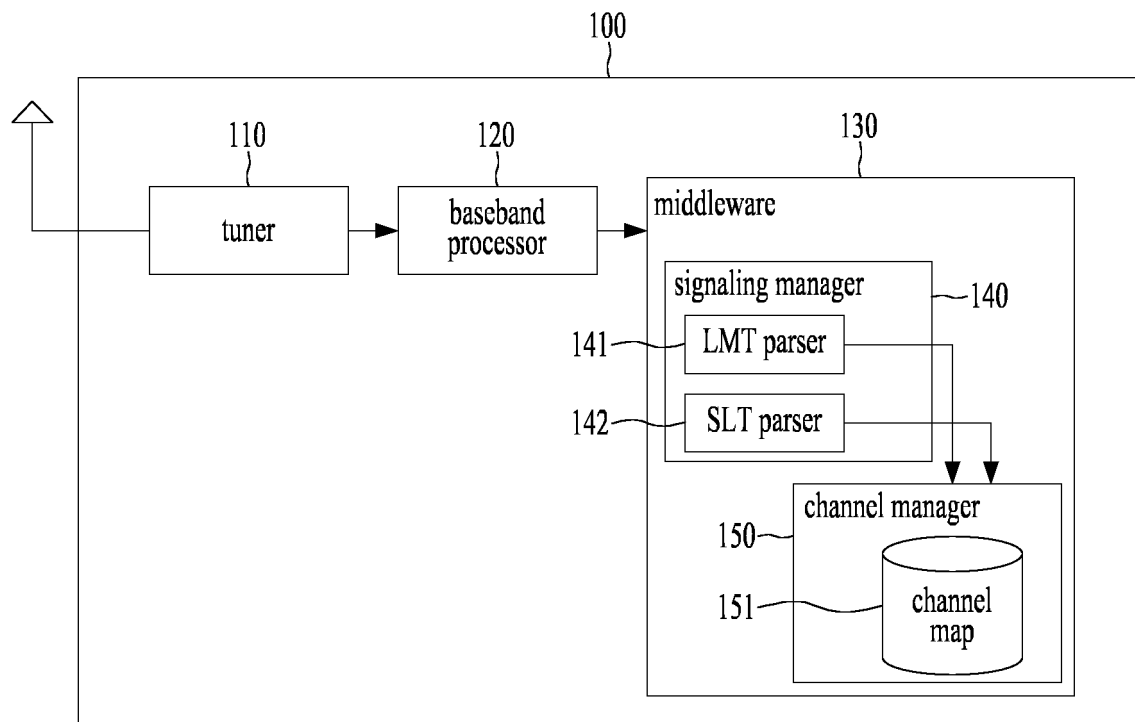 100
110
120
130
tuner
baseband
processor
middleware
signaling manager
140
141
LMT parser
142
SLT parser
channel manager
150
151
channel
map